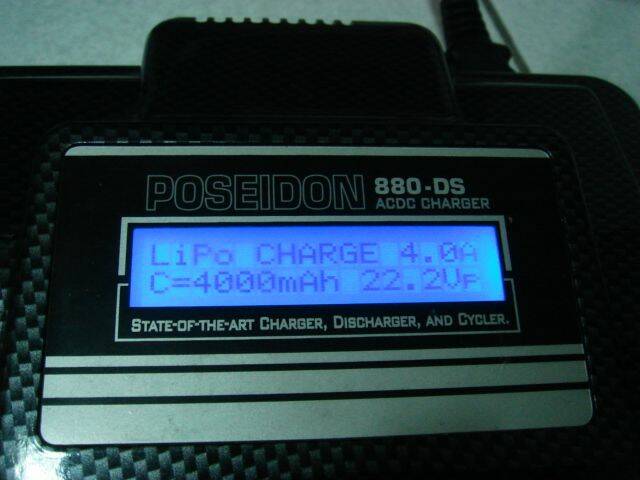 POSEIDON 880-DS
ACDC CHARGER
LiPo CHARGE 4.0A
C=4000mAh 22.2VP
STATE-OF-THE-ART CHARGER, DISCHARGER, AND CYCLER.